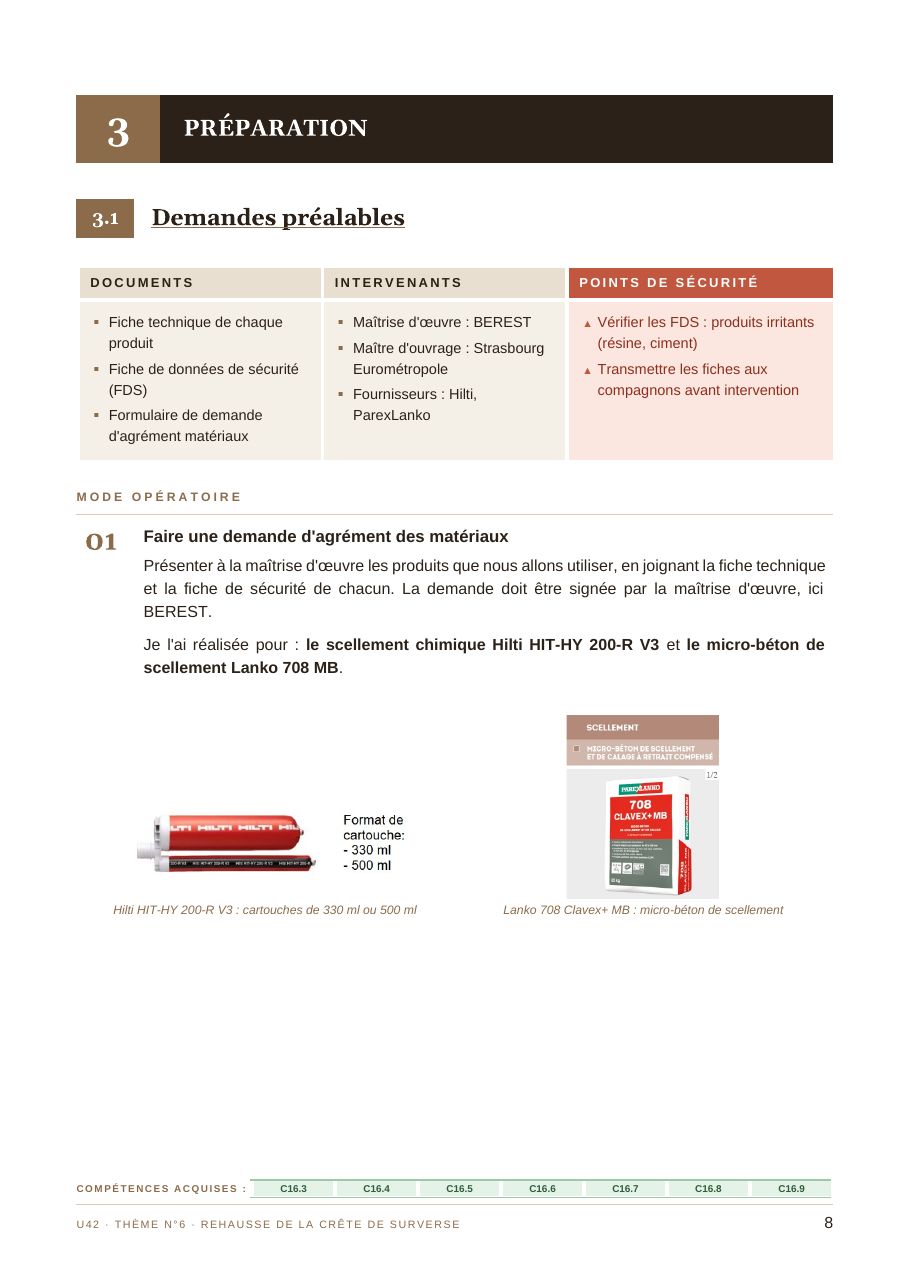 3
PRÉPARATION
3.1
Demandes préalables
DOCUMENTS
▪ Fiche technique de chaque
produit
▪ Fiche de données de sécurité
(FDS)
▪ Formulaire de demande
d'agrément matériaux
INTERVENANTS
▪ Maîtrise d'œuvre : BEREST
▪ Maître d'ouvrage : Strasbourg
Eurométropole
▪ Fournisseurs : Hilti,
ParexLanko
POINTS DE SÉCURITÉ
▲ Vérifier les FDS : produits irritants
(résine, ciment)
▲ Transmettre les fiches aux
compagnons avant intervention
MODE OPÉRATOIRE
01
Faire une demande d'agrément des matériaux
Présenter à la maîtrise d'œuvre les produits que nous allons utiliser, en joignant la fiche technique
et la fiche de sécurité de chacun. La demande doit être signée par la maîtrise d'œuvre, ici
BEREST.
Je l'ai réalisée pour : le scellement chimique Hilti HIT-HY 200-R V3 et le micro-béton de
scellement Lanko 708 MB.
HILTI HILTI
Format de
cartouche:
- 330 ml
- 500 ml
Hilti HIT-HY 200-R V3 : cartouches de 330 ml ou 500 ml
SCELLEMENT
MICRO-BÉTON DE SCELLEMENT
ET DE CALAGE À RETRAIT COMPENSÉ
1/2
PAREXLANKO
708
CLAVEX+MB
Lanko 708 Clavex+ MB : micro-béton de scellement
COMPÉTENCES ACQUISES : C16.3 C16.4 C16.5 C16.6 C16.7 C16.8 C16.9
U42 · THÈME N°6 · REHAUSSE DE LA CRÊTE DE SURVERSE
8